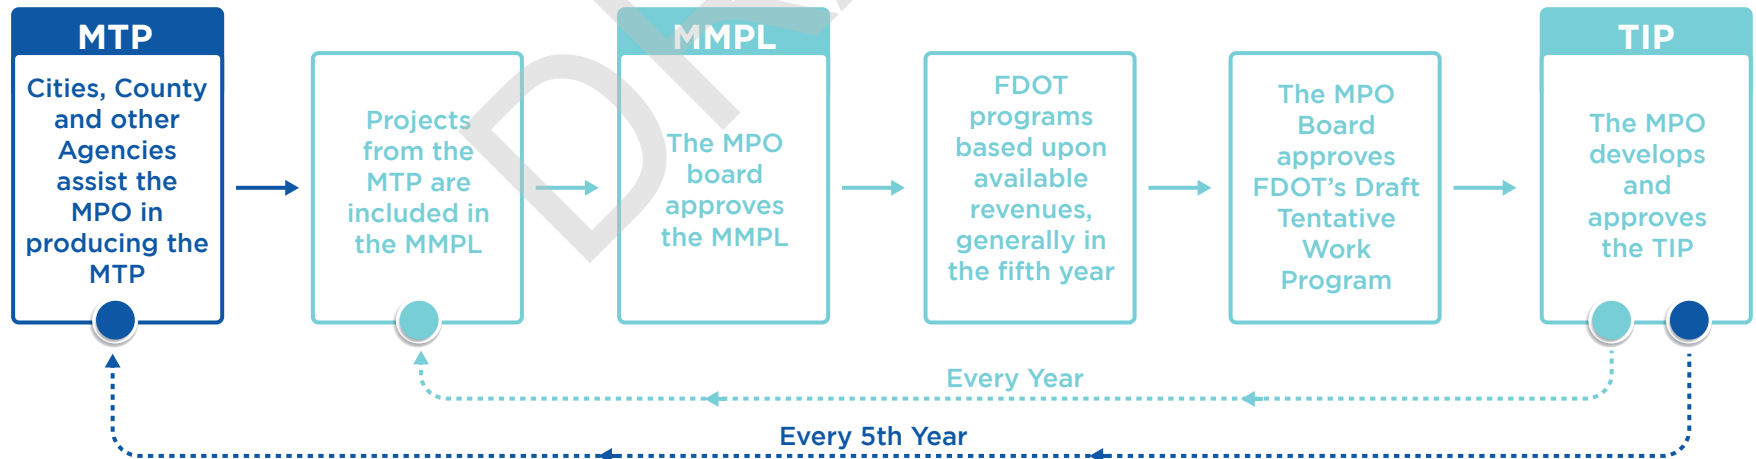 MTP
Cities, County
and other
Agencies
assist the
MPO in
producing the
MTP
Projects
from the
MTP are
included in
the MMPL
MMPL
The MPO
board
approves
the MMPL
FDOT
programs
based upon
available
revenues,
generally in
the fifth year
The MPO
Board
approves
FDOT’s Draft
Tentative
Work
Program
TIP
The MPO
develops
and
approves
the TIP
Every Year
Every 5th Year